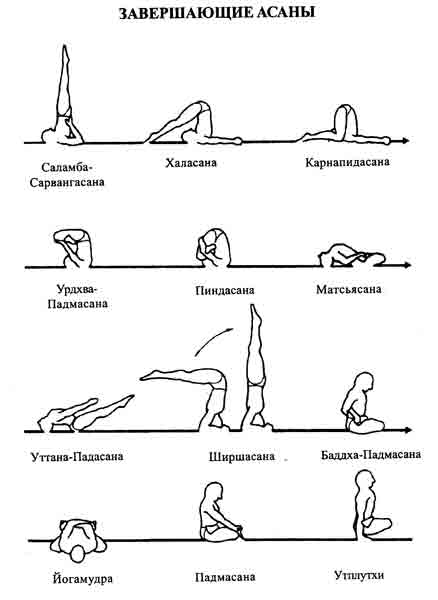 ЗАВЕРШАЮЩИЕ АСАНЫ
Саламба-
Сарвангасана
Халасана
Карнапидасана
Урдхва-
Падмасана
Пиндасана
Матсьясана
Уттана-Падасана
Ширшасана
Баддха-Падмасана
Йогамудра
Падмасана
Утплутхи